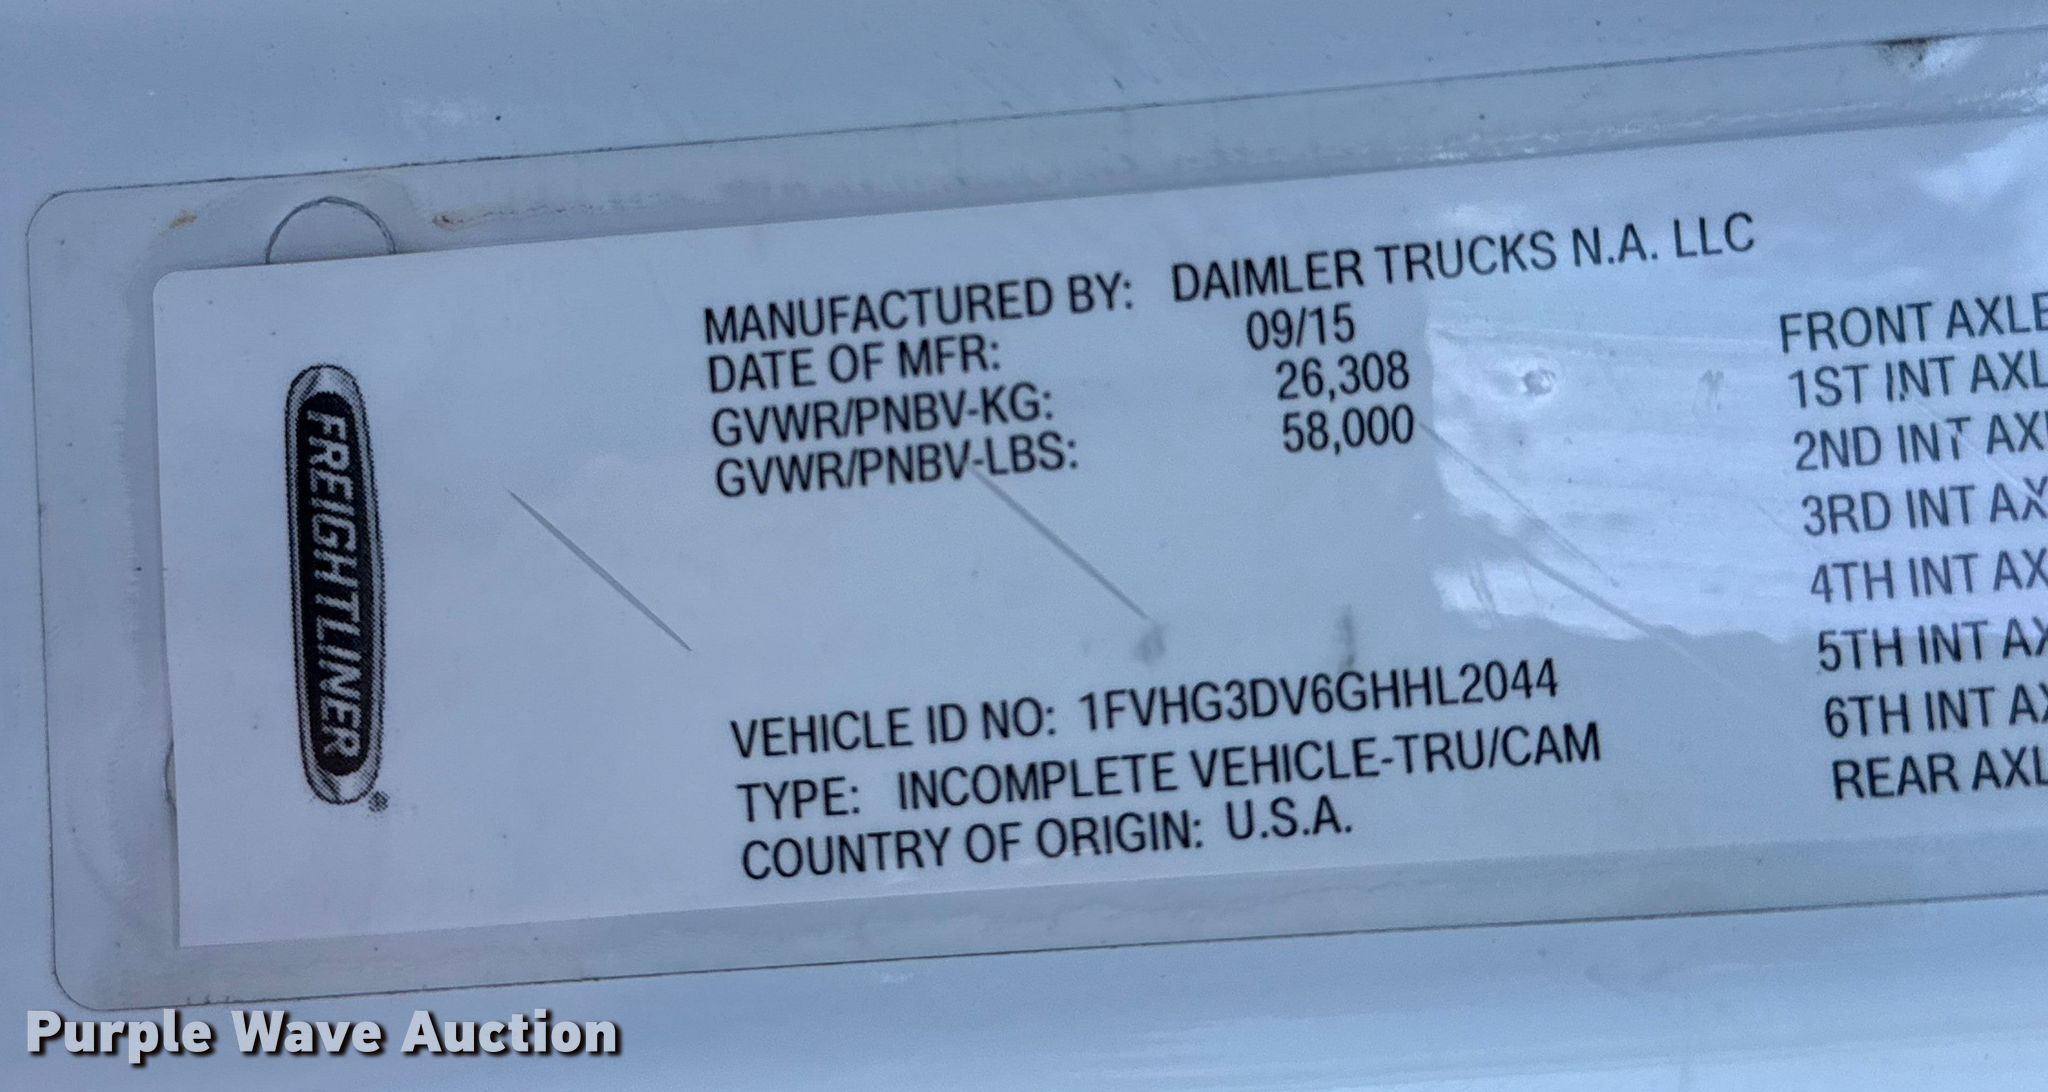 FREIGHTLINER
MANUFACTURED BY: DAIMLER TRUCKS N.A. LLC
DATE OF MFR: 09/15
GVWR/PNBV-KG: 26,308
GVWR/PNBV-LBS: 58,000
VEHICLE ID NO: 1FVHG3DV6GHHL2044
TYPE: INCOMPLETE VEHICLE-TRU/CAM
COUNTRY OF ORIGIN: U.S.A.
FRONT AXLE
1ST INT AXL
2ND INT AX
3RD INT AX
4TH INT AX
5TH INT AX
6TH INT AX
REAR AXL
Purple Wave Auction